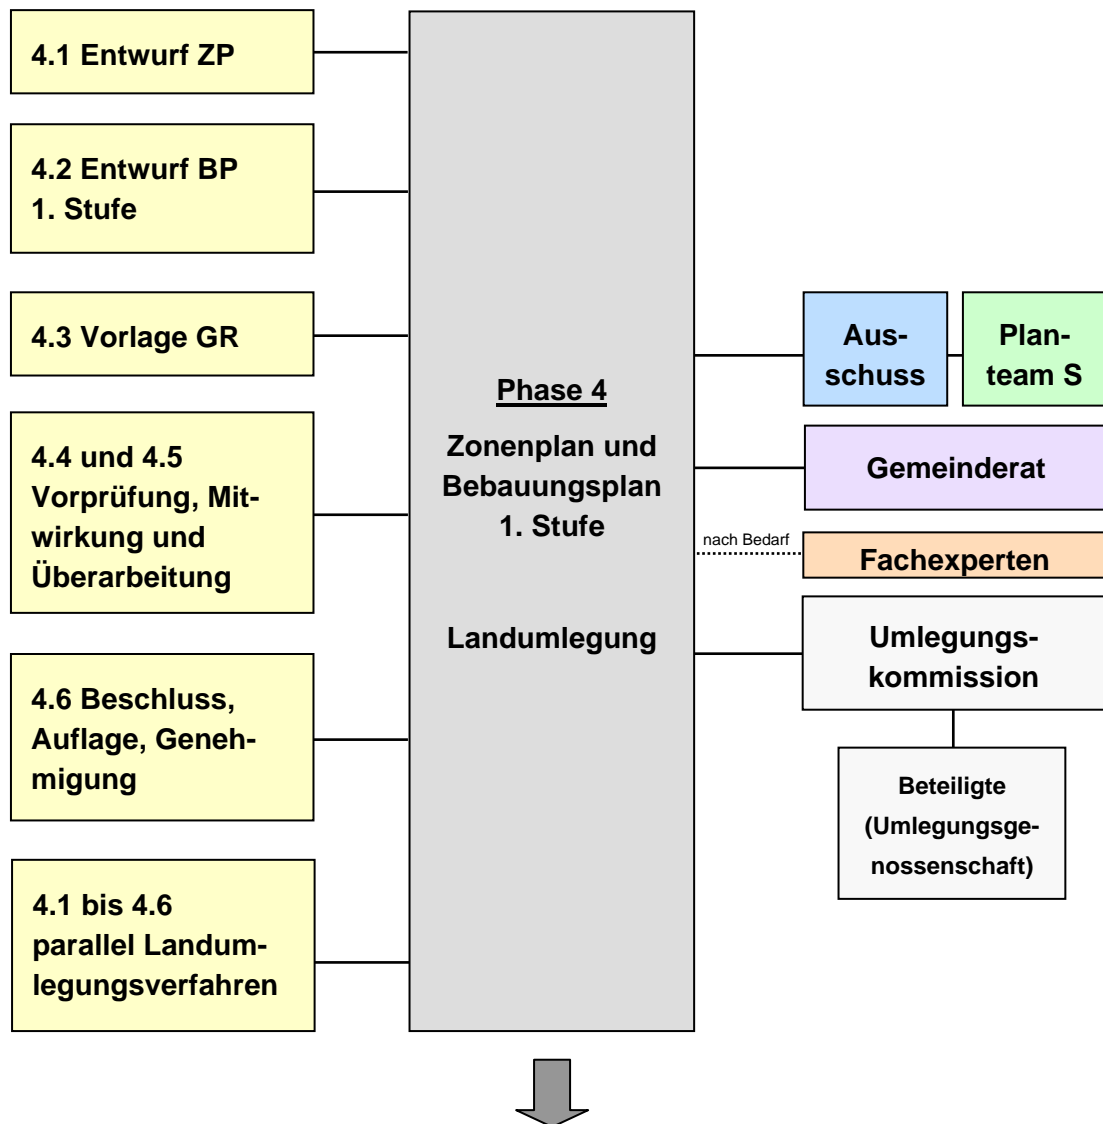 4.1 Entwurf ZP
4.2 Entwurf BP
1. Stufe
4.3 Vorlage GR
4.4 und 4.5
Vorprüfung, Mit-
wirkung und
Überarbeitung
4.6 Beschluss,
Auflage, Geneh-
migung
4.1 bis 4.6
parallel Landum-
legungsverfahren
Phase 4
Zonenplan und
Bebauungsplan
1. Stufe
Landumlegung
Aus-
schuss
Plan-
team S
Gemeinderat
nach Bedarf
Fachexperten
Umlegungs-
kommission
Beteiligte
(Umlegungsge-
nossenschaft)